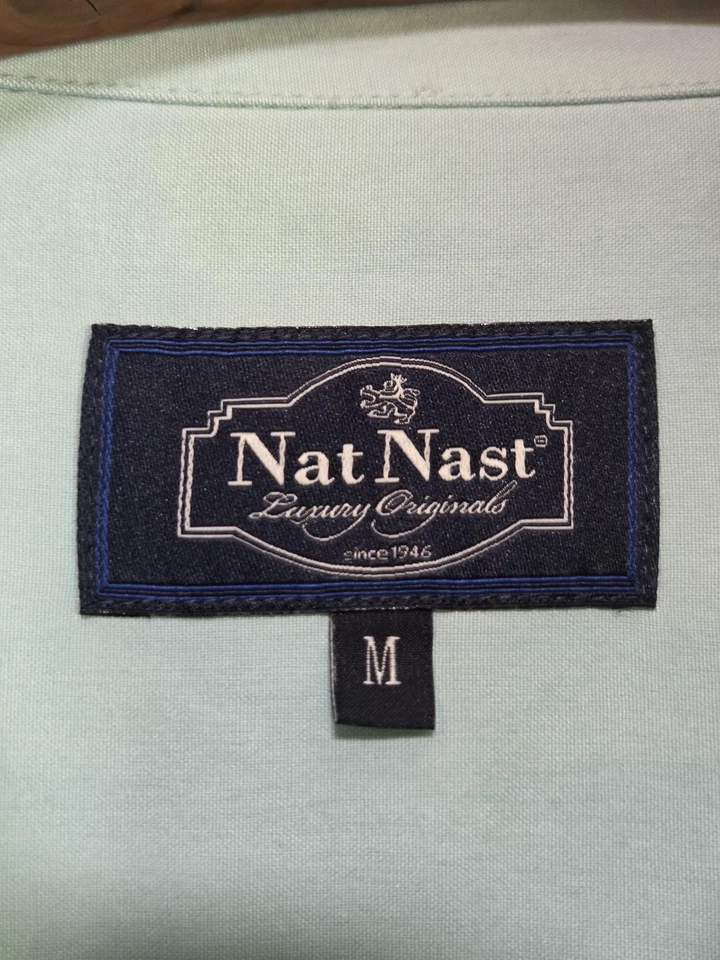 Nat Nast®
Luxury Originals
since 1946
M